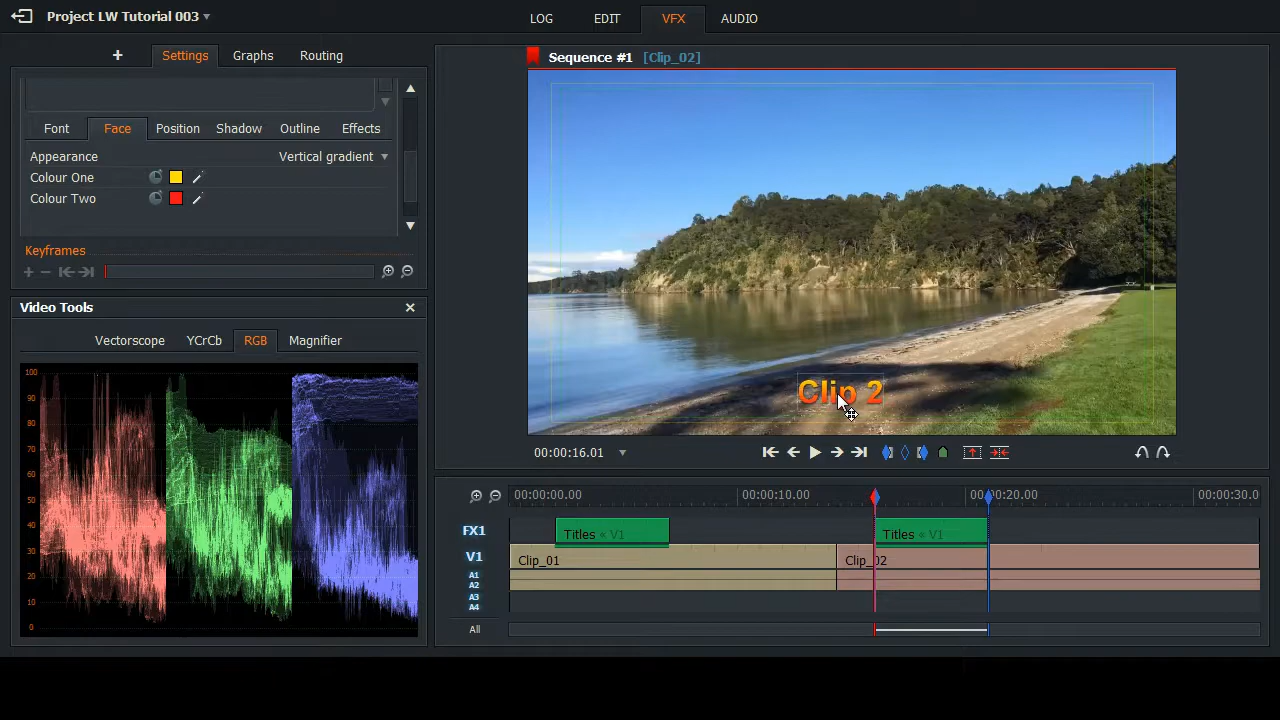 Project LW Tutorial 003
LOG EDIT VFX AUDIO
+ Settings Graphs Routing
Sequence #1 [Clip_02]
Font Face Position Shadow Outline Effects
Appearance Vertical gradient
Colour One
Colour Two
Keyframes
Video Tools
Vectorscope YCrCb RGB Magnifier
100
90
80
70
60
50
40
30
20
10
0
Clip 2
00:00:16.01
00:00:00.00 00:00:10.00 00:00:20.00 00:00:30.0
FX1 Titles « V1 Titles « V1
V1 Clip_01 Clip_02
A1
A2
A3
A4
All